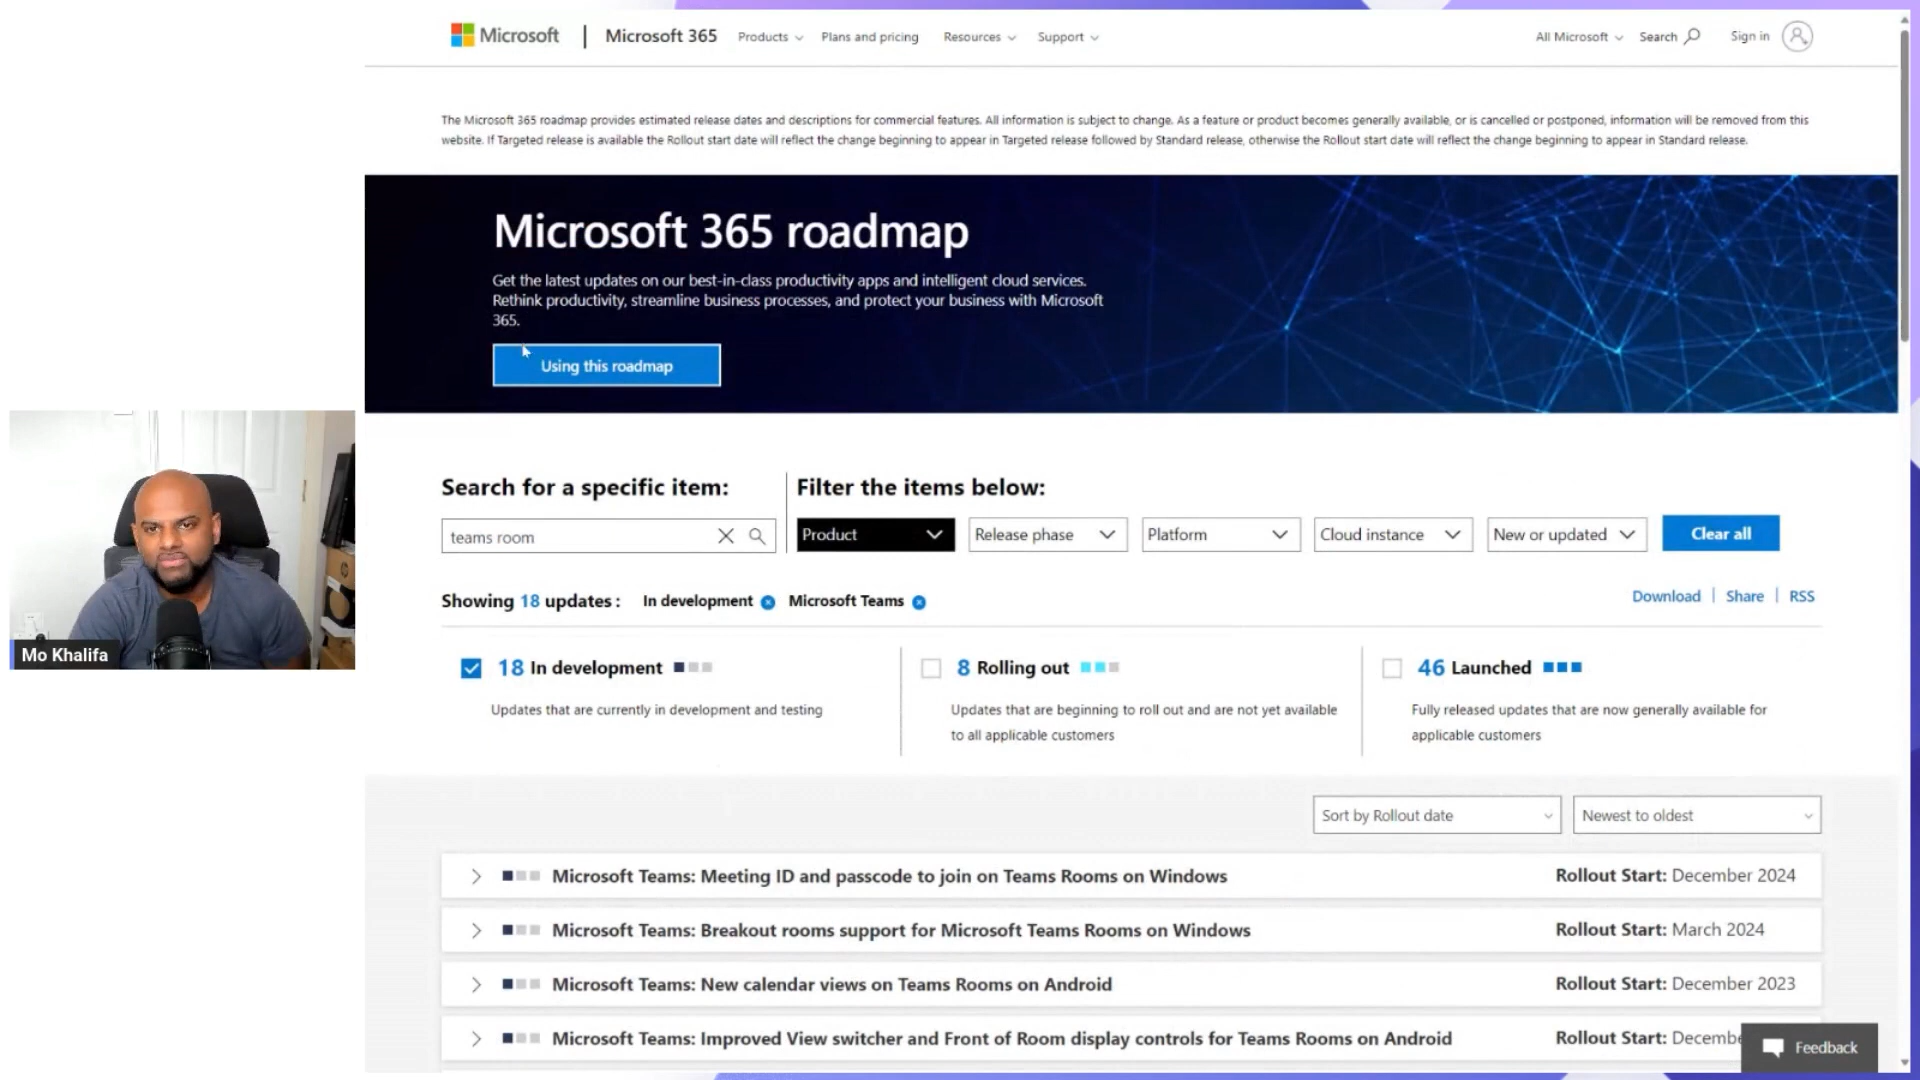 Microsoft | Microsoft 365 Products Plans and pricing Resources Support All Microsoft Search Sign in
The Microsoft 365 roadmap provides estimated release dates and descriptions for commercial features. All information is subject to change. As a feature or product becomes generally available, or is cancelled or postponed, information will be removed from this
website. If Targeted release is available the Rollout start date will reflect the change beginning to appear in Targeted release followed by Standard release, otherwise the Rollout start date will reflect the change beginning to appear in Standard release.
Microsoft 365 roadmap
Get the latest updates on our best-in-class productivity apps and intelligent cloud services.
Rethink productivity, streamline business processes, and protect your business with Microsoft
365.
Using this roadmap
Search for a specific item:
Filter the items below:
teams room
Product Release phase Platform Cloud instance New or updated Clear all
Showing 18 updates : In development Microsoft Teams
Download | Share | RSS
18 In development
Updates that are currently in development and testing
8 Rolling out
Updates that are beginning to roll out and are not yet available
to all applicable customers
46 Launched
Fully released updates that are now generally available for
applicable customers
Mo Khalifa
Sort by Rollout date
Newest to oldest
Microsoft Teams: Meeting ID and passcode to join on Teams Rooms on Windows Rollout Start: December 2024
Microsoft Teams: Breakout rooms support for Microsoft Teams Rooms on Windows Rollout Start: March 2024
Microsoft Teams: New calendar views on Teams Rooms on Android Rollout Start: December 2023
Microsoft Teams: Improved View switcher and Front of Room display controls for Teams Rooms on Android Rollout Start: Decemb
Feedback